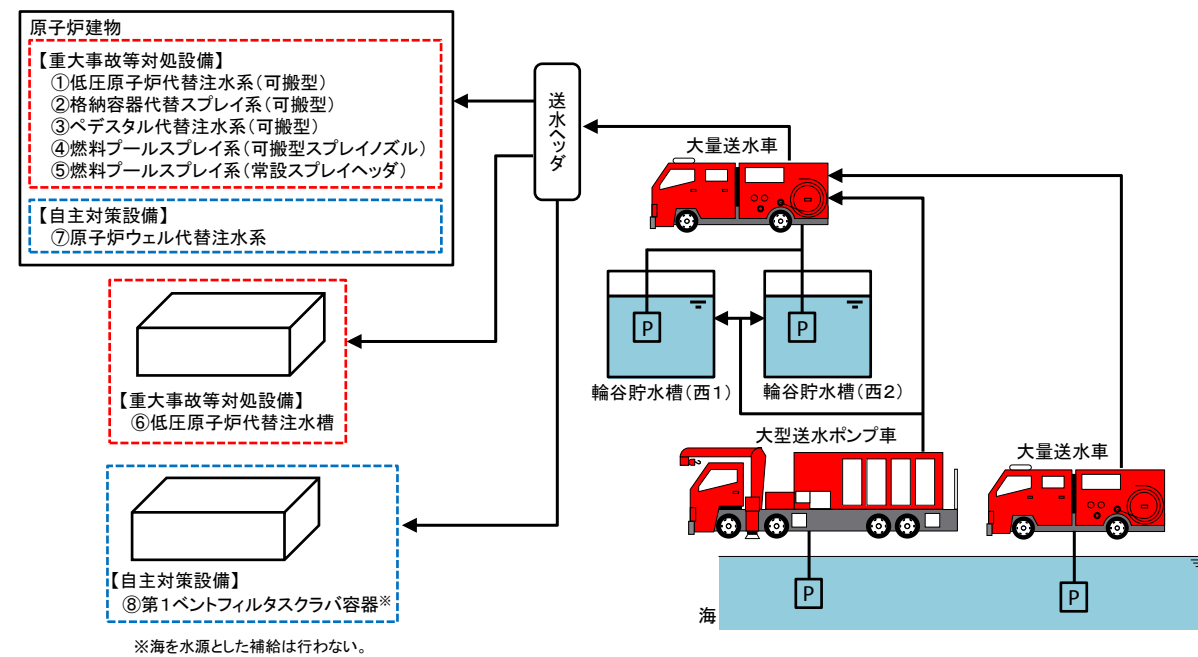 原子炉建物
【重大事故等対処設備】
①低圧原子炉代替注水系(可搬型)
②格納容器代替スプレイ系(可搬型)
③ペデスタル代替注水系(可搬型)
④燃料プールスプレイ系(可搬型スプレイノズル)
⑤燃料プールスプレイ系(常設スプレイヘッダ)
【自主対策設備】
⑦原子炉ウェル代替注水系
送水ヘッダ
大量送水車
P
P
輪谷貯水槽(西1)
輪谷貯水槽(西2)
【重大事故等対処設備】
⑥低圧原子炉代替注水槽
大型送水ポンプ車
大量送水車
【自主対策設備】
⑧第1ベントフィルタスクラバ容器※
海
P
P
※海を水源とした補給は行わない。